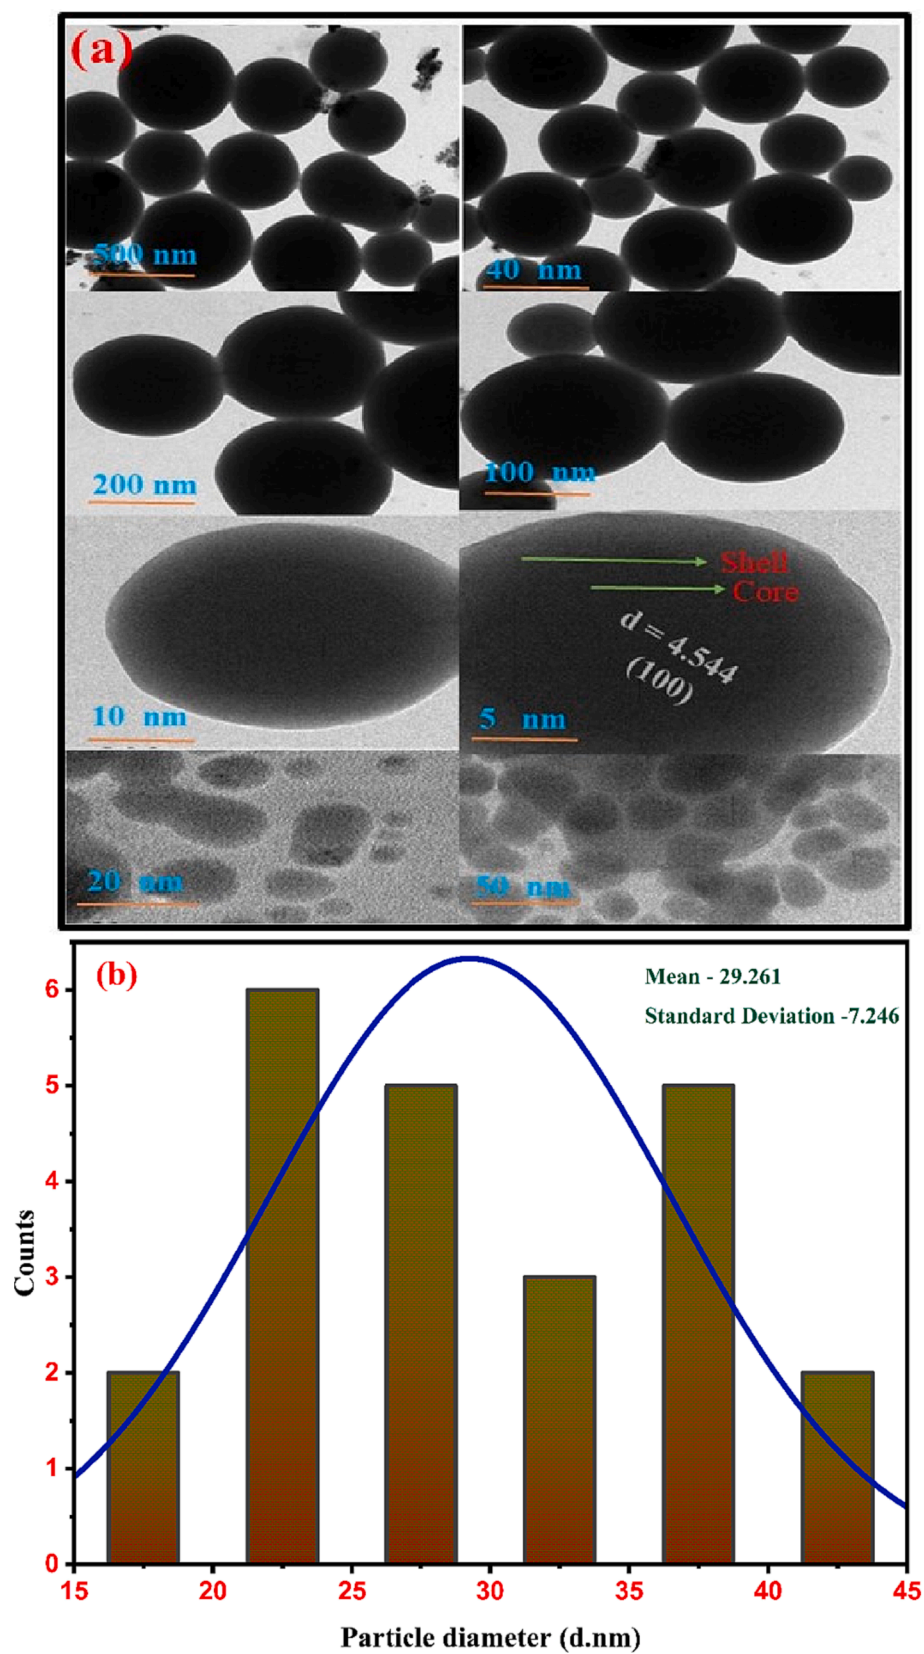 (a)
500 nm
40 nm
200 nm
100 nm
Shell
Core
d = 4.544
(100)
10 nm
5 nm
20 nm
50 nm
(b)
Mean - 29.261
Standard Deviation -7.246
6
5
4
3
2
1
0
Counts
15 20 25 30 35 40 45
Particle diameter (d.nm)